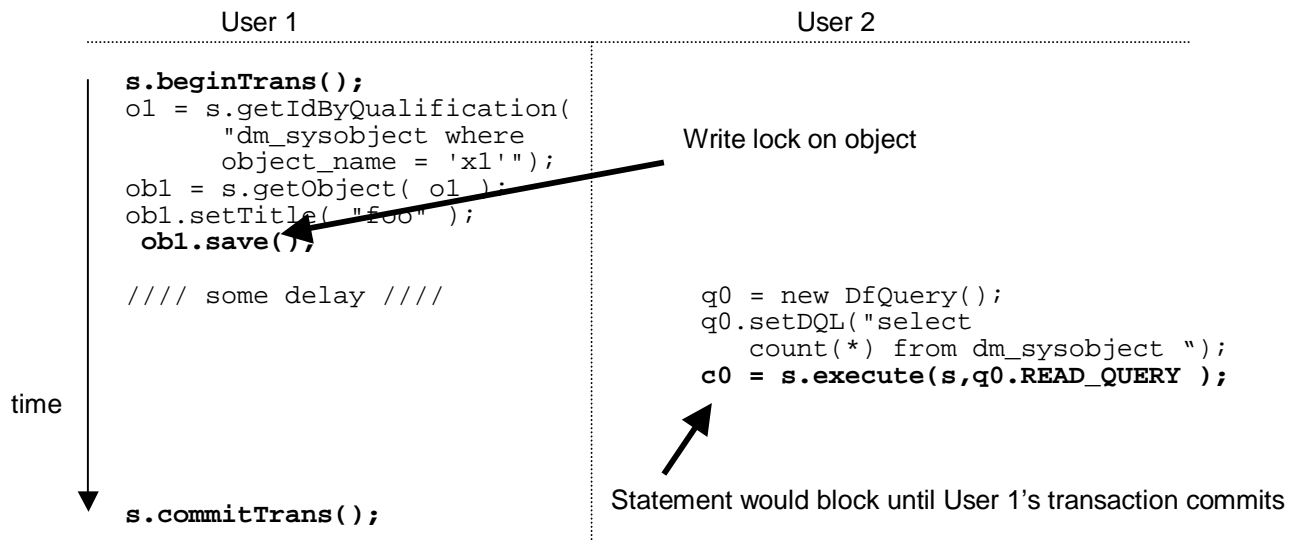 User 1
User 2
s.beginTrans();
o1 = s.getIdByQualification(
"dm_sysobject where
object_name = 'x1'");
ob1 = s.getObject( o1 );
ob1.setTitle( "foo" );
ob1.save();
Write lock on object
//// some delay ////
q0 = new DfQuery();
q0.setDQL("select
count(*) from dm_sysobject “);
c0 = s.execute(s,q0.READ_QUERY );
time
Statement would block until User 1’s transaction commits
s.commitTrans();